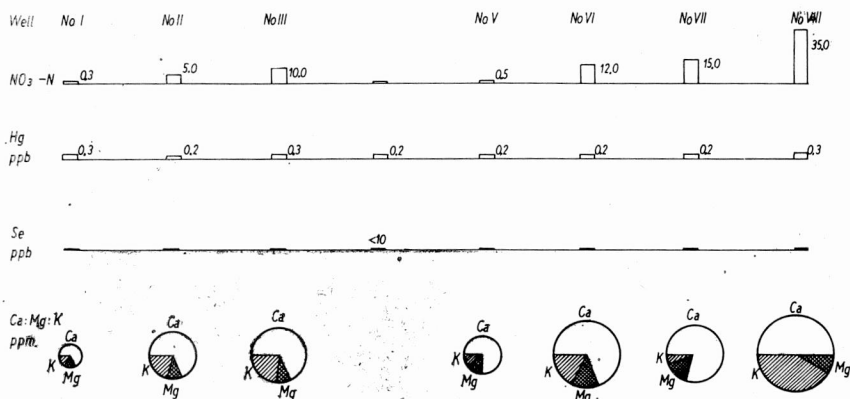 Well No I No II No III No V No VI No VII No VIII
NO₃ -N 0,3 5.0 10,0 0,5 12,0 15,0 35,0
Hg
ppb 0,3 0,2 0,3 0,2 0,2 0,2 0,2 0,3
Se
ppb <10
Ca:Mg:K
ppm.
Ca Ca Ca Ca Ca Ca Ca
K K K K K K K
Mg Mg Mg Mg Mg Mg Mg